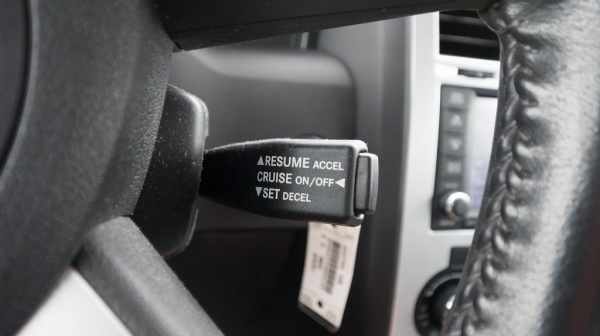 ▲RESUME ACCEL
CRUISE ON/OFF◀
▼SET DECEL